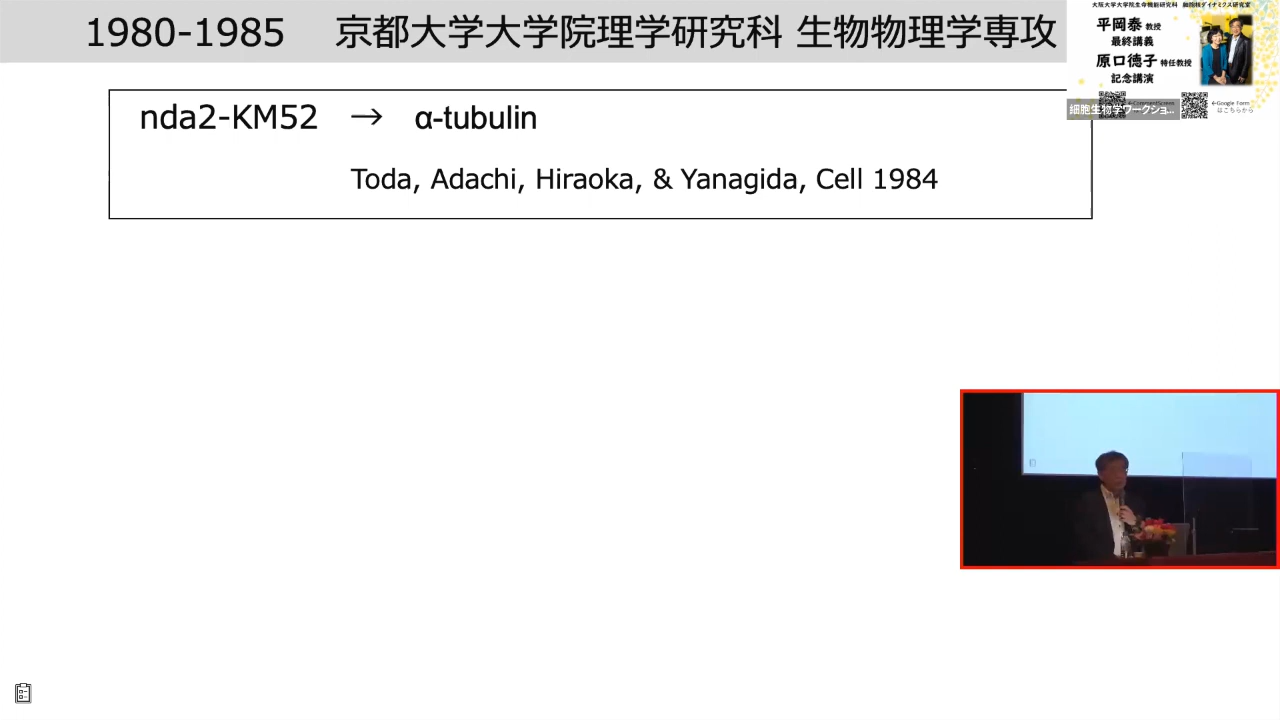 1980-1985 京都大学大学院理学研究科 生物物理学専攻
nda2-KM52 → α-tubulin
Toda, Adachi, Hiraoka, & Yanagida, Cell 1984
大阪大学大学院生命機能研究科 細胞核ダイナミクス研究室
平岡泰 教授
最終講義
原口徳子 特任教授
記念講演
細胞生物学ワークショ...
←Google Form
はこちらから